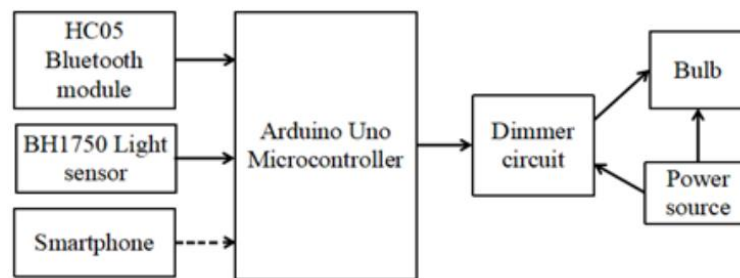 HC05
Bluetooth
module
BH1750 Light
sensor
Smartphone
Arduino Uno
Microcontroller
Dimmer
circuit
Bulb
Power
source